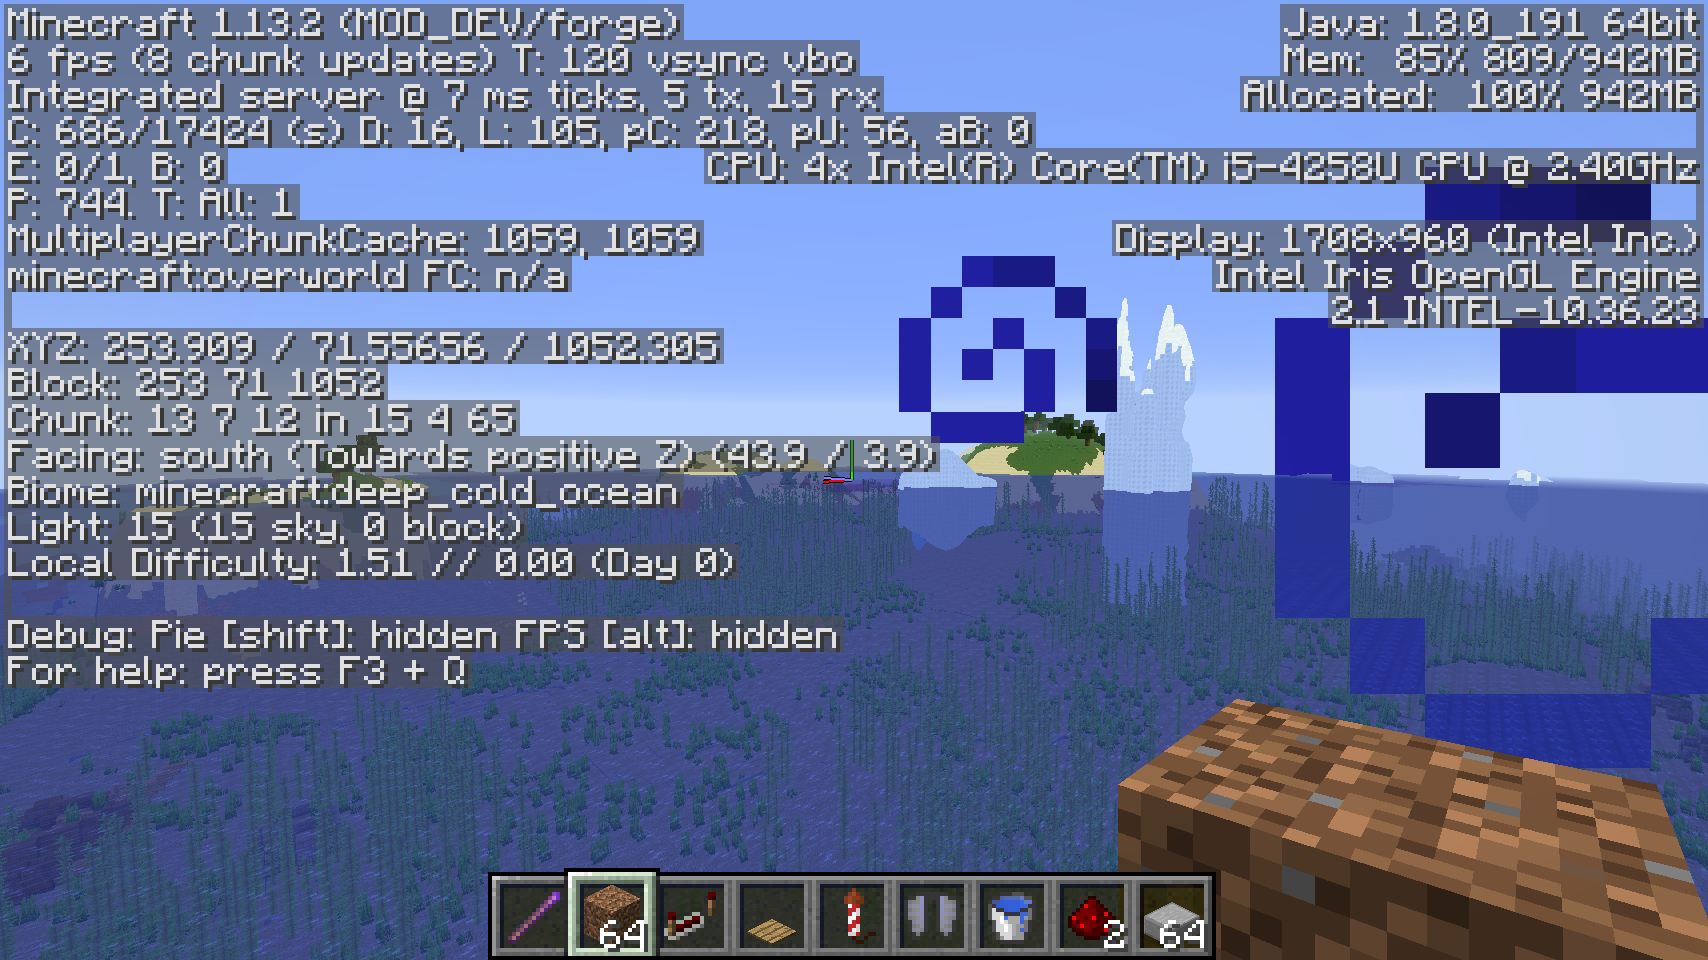 Minecraft 1.13.2 (MOD_DEV/forge)
6 fps (8 chunk updates) T: 120 vsync vbo
Integrated server @ 7 ms ticks, 5 tx, 15 rx
C: 686/17424 (s) D: 16, L: 105, pC: 218, pU: 56, aB: 0
E: 0/1, B: 0
P: 744. T: All: 1
MultiplayerChunkCache: 1059, 1059
minecraft:overworld FC: n/a
XYZ: 253.909 / 71.55656 / 1052.305
Block: 253 71 1052
Chunk: 13 7 12 in 15 4 65
Facing: south (Towards positive Z) (43.9 / 3.9)
Biome: minecraft:deep_cold_ocean
Light: 15 (15 sky, 0 block)
Local Difficulty: 1.51 // 0.00 (Day 0)
Debug: Pie [shift]: hidden FPS [alt]: hidden
For help: press F3 + Q
Java: 1.8.0_191 64bit
Mem: 85% 809/942MB
Allocated: 100% 942MB
CPU: 4x Intel(R) Core(TM) i5-4258U CPU @ 2.40GHz
Display: 1708x960 (Intel Inc.)
Intel Iris OpenGL Engine
2.1 INTEL-10.36.23
64
2
64